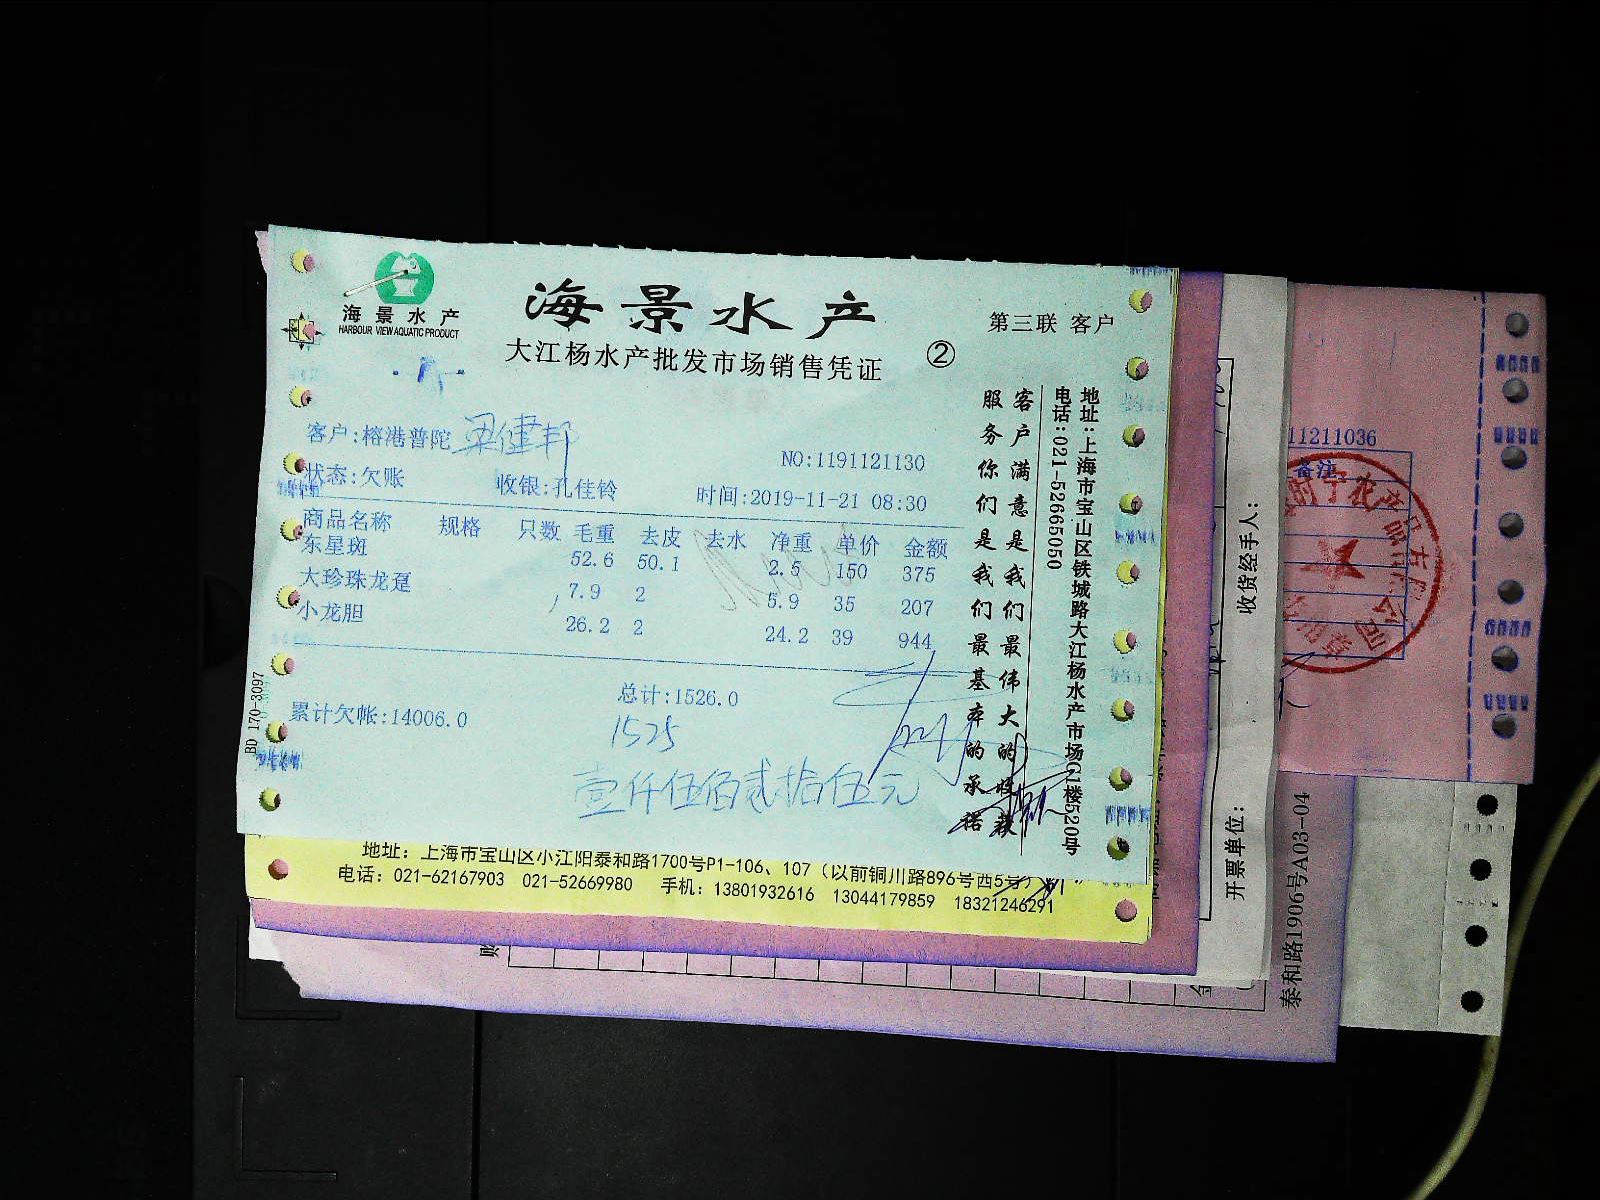 海景水产
HARBOUR VIEW AQUATIC PRODUCT
海景水产
大江杨水产批发市场销售凭证
②
第三联 客户
客户:榕港普陀 梁健邦
NO:1191121130
状态:欠账 收银:孔佳铃 时间:2019-11-21 08:30
商品名称 规格 只数 毛重 去皮 去水 净重 单价 金额
东星斑 52.6 50.1 2.5 150 375
大珍珠龙趸 7.9 2 5.9 35 207
小龙胆 26.2 2 24.2 39 944
总计:1526.0
累计欠帐:14006.0
1525
壹仟伍佰贰拾伍元
客户满意是我们最伟大的收获
服务你们是我们最基本的承诺
地址:上海市宝山区铁城路大江杨水产市场G1楼520号
电话:021-52665050
BD 170-3097
地址: 上海市宝山区小江阳泰和路1700号P1-106、107（以前铜川路896号西5号）
电话: 021-62167903 021-52669980 手机: 13801932616 13044179859 18321246291
收货经手人:
开票单位:
泰和路1906号A03-04
11211036
备注